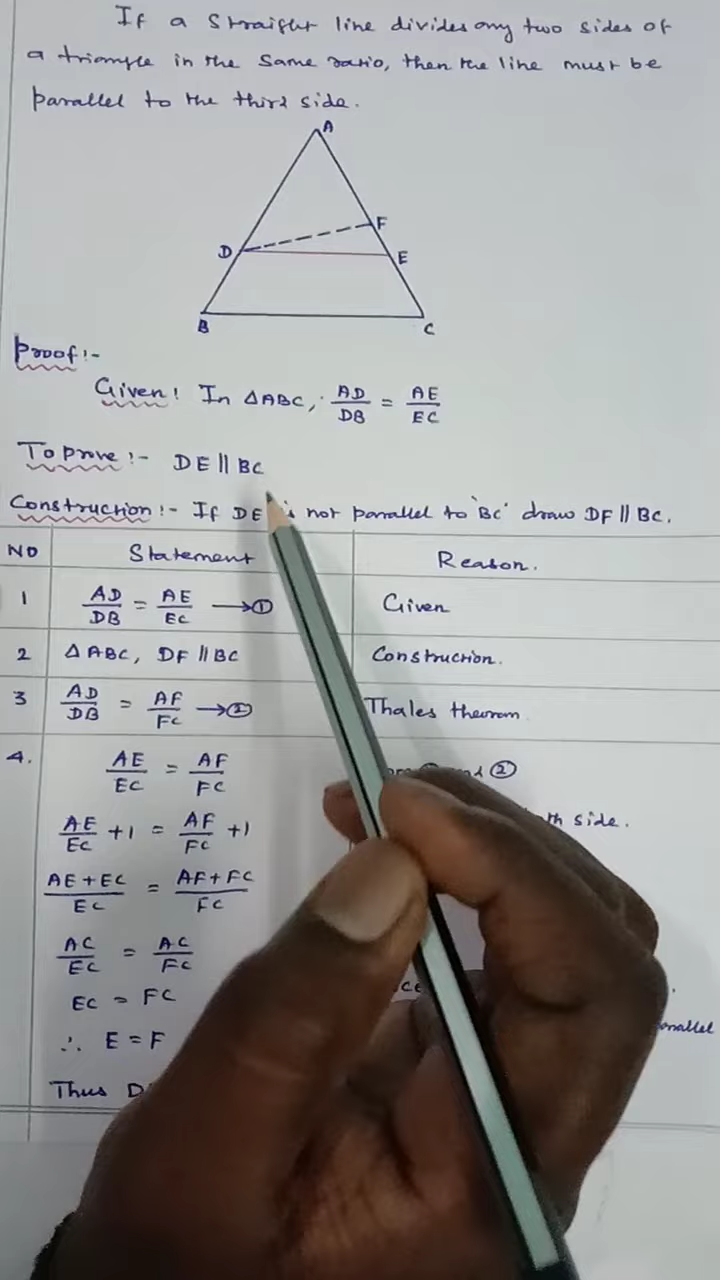 If a straight line divides any two sides of
a triangle in the same ratio, then the line must be
parallel to the third side.
A
F
D
E
B
C
Proof:-
Given: In △ABC, AD/DB = AE/EC
To prove:- DE || BC
Construction:- If DE is not parallel to 'BC' draw DF || BC.
NO Statement Reason.
1 AD/DB = AE/EC → ① Given
2 △ABC, DF || BC Construction.
3 AD/DB = AF/FC → ② Thales theorem
4. AE/EC = AF/FC and ②
AE/EC + 1 = AF/FC + 1 side.
AE+EC/EC = AF+FC/FC
AC/EC = AC/FC
EC = FC
∴ E = F
Thus